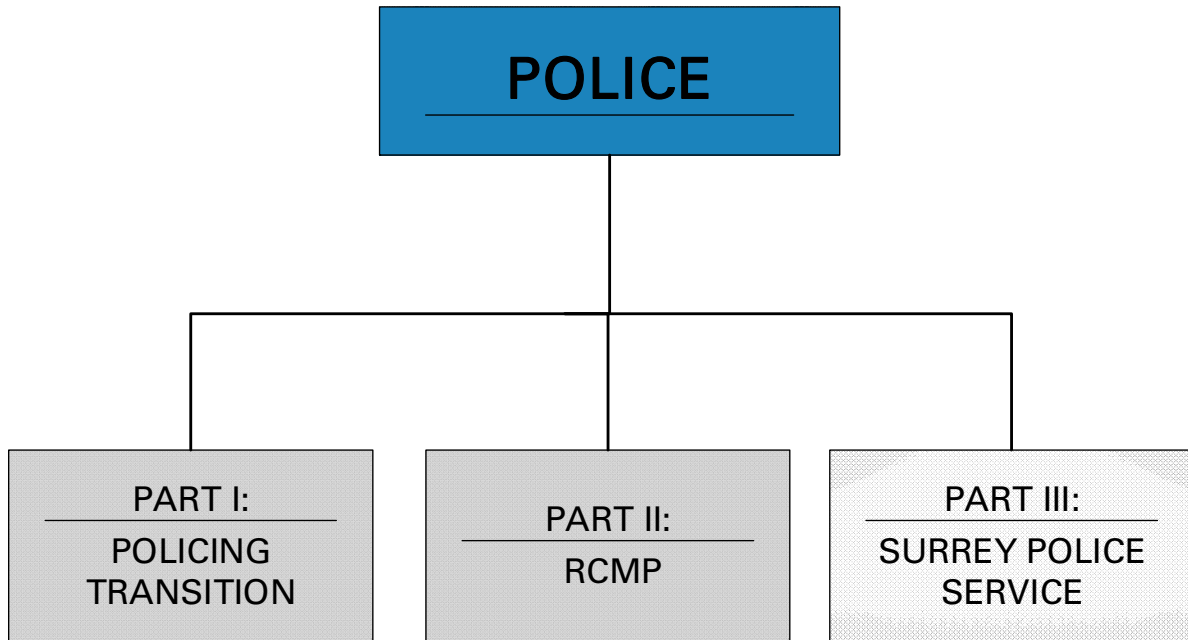 POLICE
PART I:
POLICING
TRANSITION
PART II:
RCMP
PART III:
SURREY POLICE
SERVICE